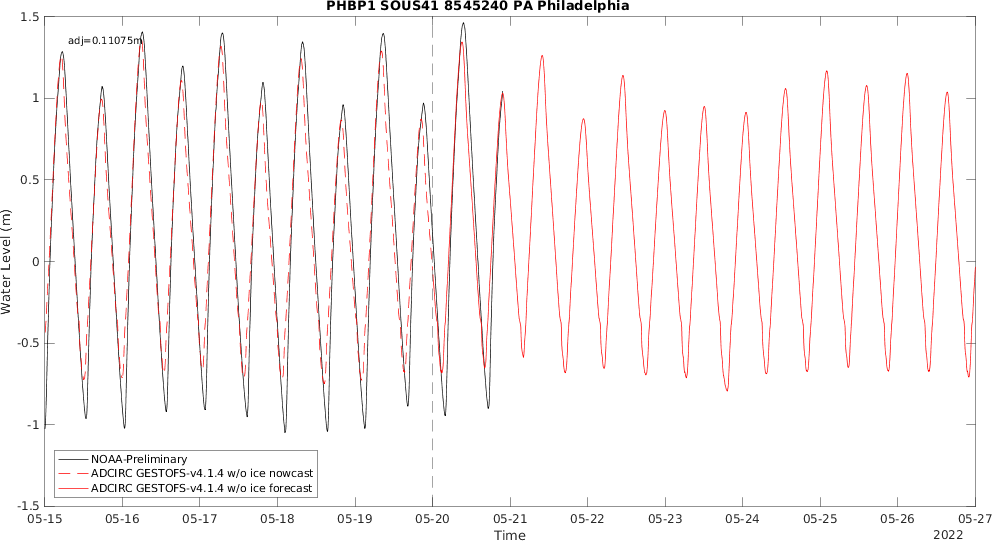 PHBP1 SOUS41 8545240 PA Philadelphia
1.5
adj=0.11075m
1
0.5
0
-0.5
-1
-1.5
Water Level (m)
NOAA-Preliminary
ADCIRC GESTOFS-v4.1.4 w/o ice nowcast
ADCIRC GESTOFS-v4.1.4 w/o ice forecast
05-15 05-16 05-17 05-18 05-19 05-20 05-21 05-22 05-23 05-24 05-25 05-26 05-27
Time
2022